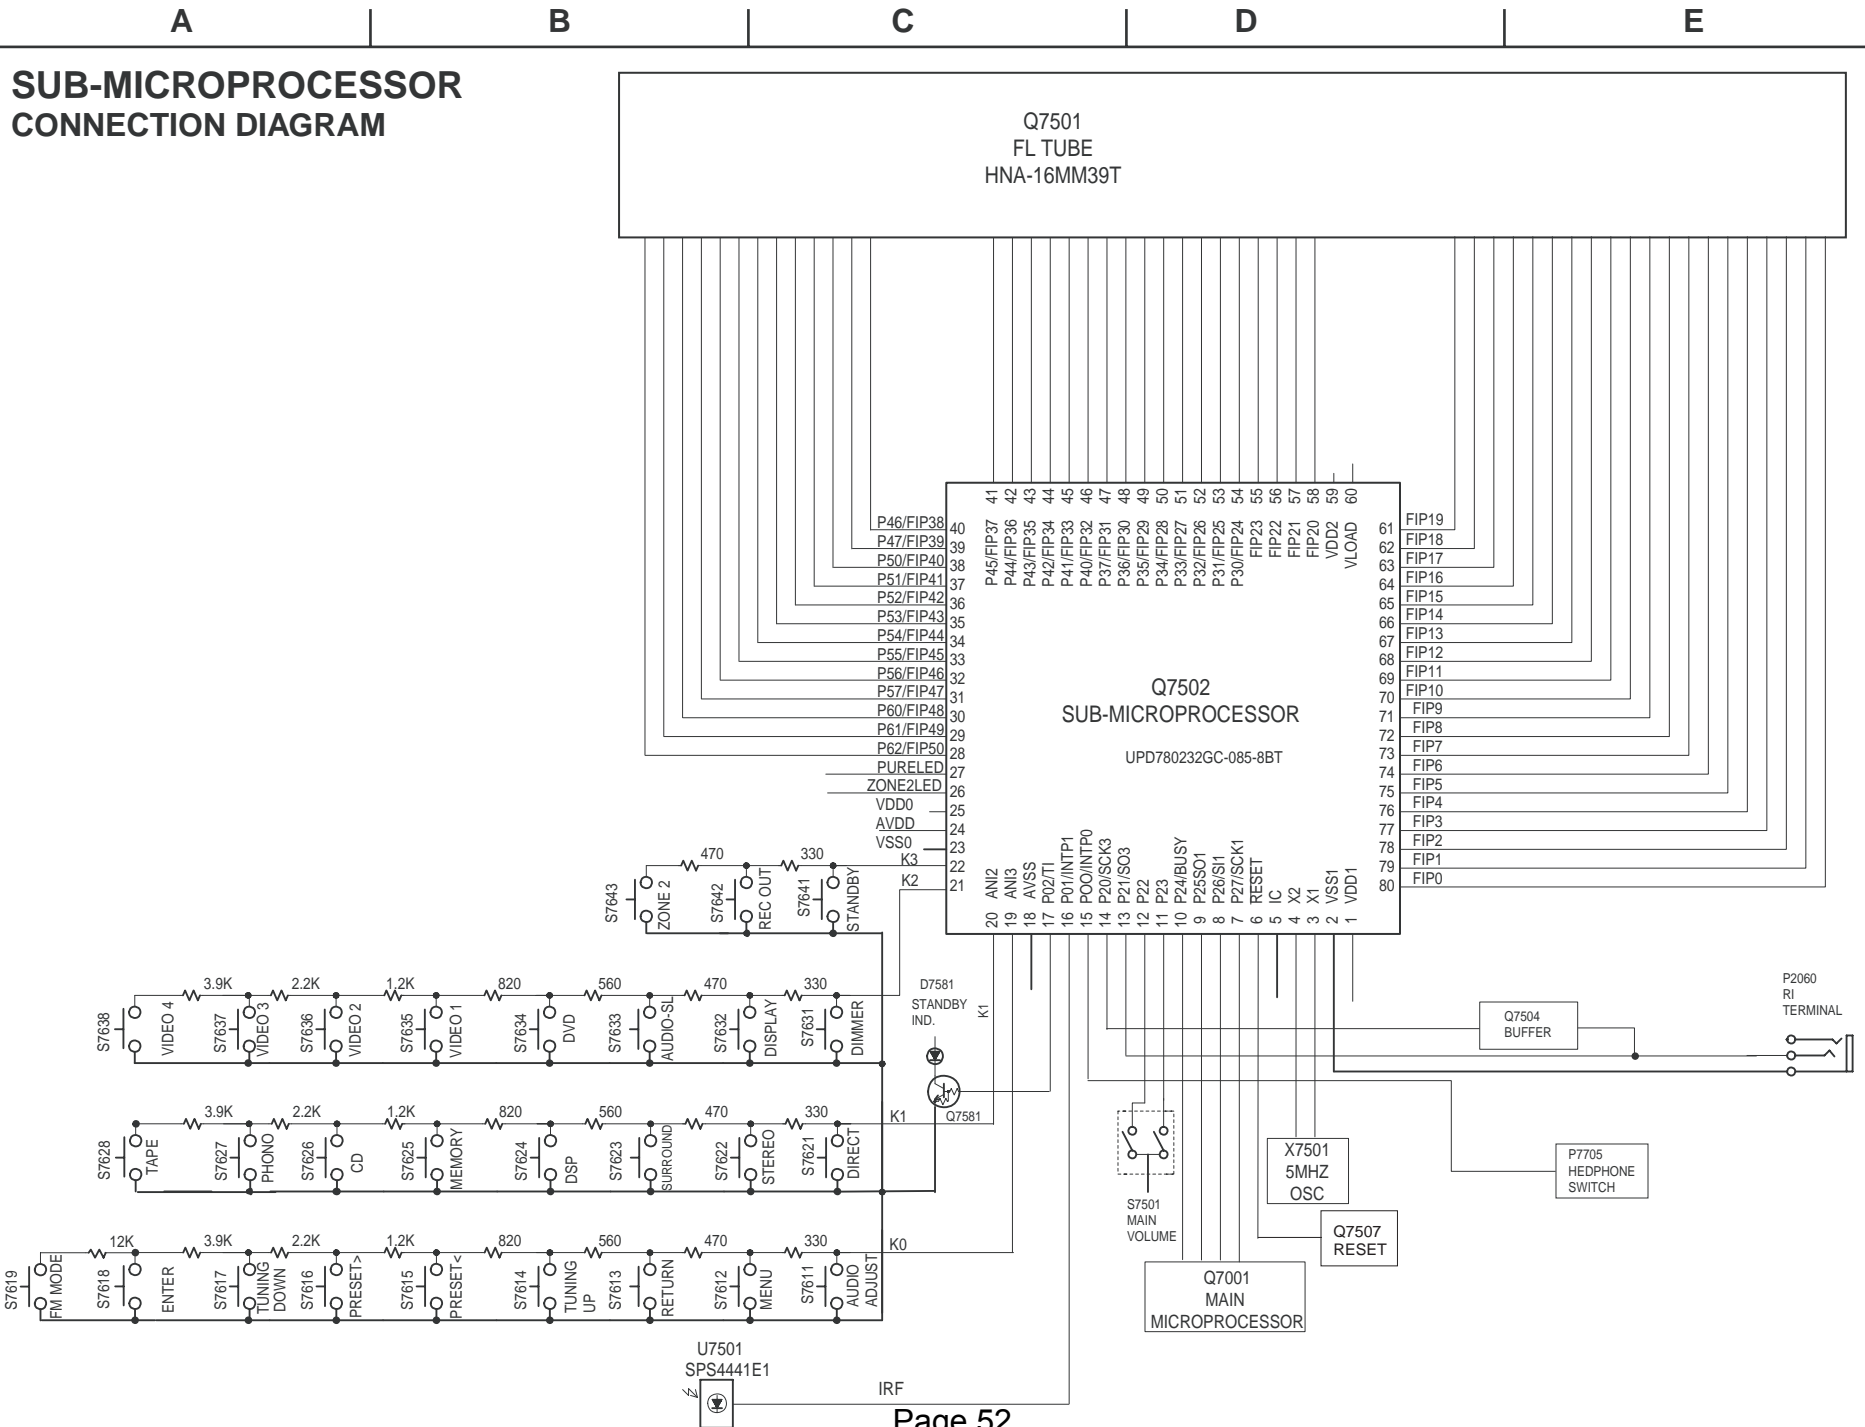 A
B
C
D
E
SUB-MICROPROCESSOR
CONNECTION DIAGRAM
Q7501
FL TUBE
HNA-16MM39T
41 42 43 44 45 46 47 48 49 50 51 52 53 54 55 56 57 58 59 60
P45/FIP37
P44/FIP36
P43/FIP35
P42/FIP34
P41/FIP33
P40/FIP32
P37/FIP31
P36/FIP30
P35/FIP29
P34/FIP28
P33/FIP27
P32/FIP26
P31/FIP25
P30/FIP24
FIP23
FIP22
FIP21
FIP20
VDD2
VLOAD
P46/FIP38 40
P47/FIP39 39
P50/FIP40 38
P51/FIP41 37
P52/FIP42 36
P53/FIP43 35
P54/FIP44 34
P55/FIP45 33
P56/FIP46 32
P57/FIP47 31
P60/FIP48 30
P61/FIP49 29
P62/FIP50 28
PURELED 27
ZONE2LED 26
VDD0 25
AVDD 24
VSS0 23
K3 22
K2 21
61 FIP19
62 FIP18
63 FIP17
64 FIP16
65 FIP15
66 FIP14
67 FIP13
68 FIP12
69 FIP11
70 FIP10
71 FIP9
72 FIP8
73 FIP7
74 FIP6
75 FIP5
76 FIP4
77 FIP3
78 FIP2
79 FIP1
80 FIP0
Q7502
SUB-MICROPROCESSOR
UPD780232GC-085-8BT
ANI2
ANI3
AVSS
P02/TI
P01/INTP1
POO/INTP0
P20/SCK3
P21/SO3
P22
P23
P24/BUSY
P25SO1
P26/SI1
P27/SCK1
RESET
IC
X2
X1
VSS1
VDD1
20 19 18 17 16 15 14 13 12 11 10 9 8 7 6 5 4 3 2 1
470
330
S7643
ZONE 2
S7642
REC OUT
S7641
STANDBY
3.9K
2.2K
1.2K
820
560
470
330
S7638
VIDEO 4
S7637
VIDEO 3
S7636
VIDEO 2
S7635
VIDEO 1
S7634
DVD
S7633
AUDIO-SL
S7632
DISPLAY
S7631
DIMMER
D7581
STANDBY
IND.
K1
Q7581
3.9K
2.2K
1.2K
820
560
470
330
K1
S7628
TAPE
S7627
PHONO
S7626
CD
S7625
MEMORY
S7624
DSP
S7623
SURROUND
S7622
STEREO
S7621
DIRECT
12K
3.9K
2.2K
1.2K
820
560
470
330
K0
S7619
FM MODE
S7618
ENTER
S7617
TUNING
DOWN
S7616
PRESET>
S7615
PRESET<
S7614
TUNING
UP
S7613
RETURN
S7612
MENU
S7611
AUDIO
ADJUST
P2060
RI
TERMINAL
Q7504
BUFFER
S7501
MAIN
VOLUME
X7501
5MHZ
OSC
P7705
HEDPHONE
SWITCH
Q7507
RESET
Q7001
MAIN
MICROPROCESSOR
U7501
SPS4441E1
IRF
Page 52